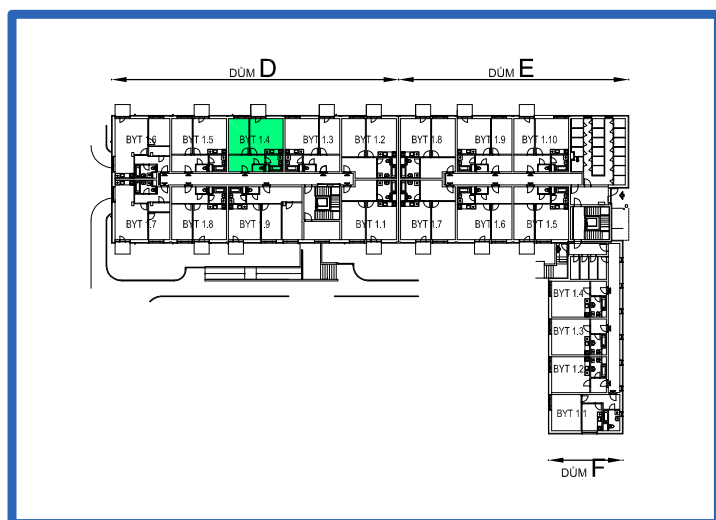 DŮM D
DŮM E
BYT 1.6 BYT 1.5 BYT 1.4 BYT 1.3 BYT 1.2 BYT 1.8 BYT 1.9 BYT 1.10
BYT 1.7 BYT 1.8 BYT 1.9 BYT 1.1 BYT 1.7 BYT 1.6 BYT 1.5
BYT 1.4
BYT 1.3
BYT 1.2
BYT 1.1
DŮM F